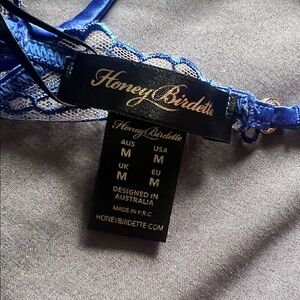 Honey Birdette
Honey Birdette
AUS USA
M M
UK EU
M M
DESIGNED IN
AUSTRALIA
MADE IN P.R.C
HONEYBIRDETTE.COM